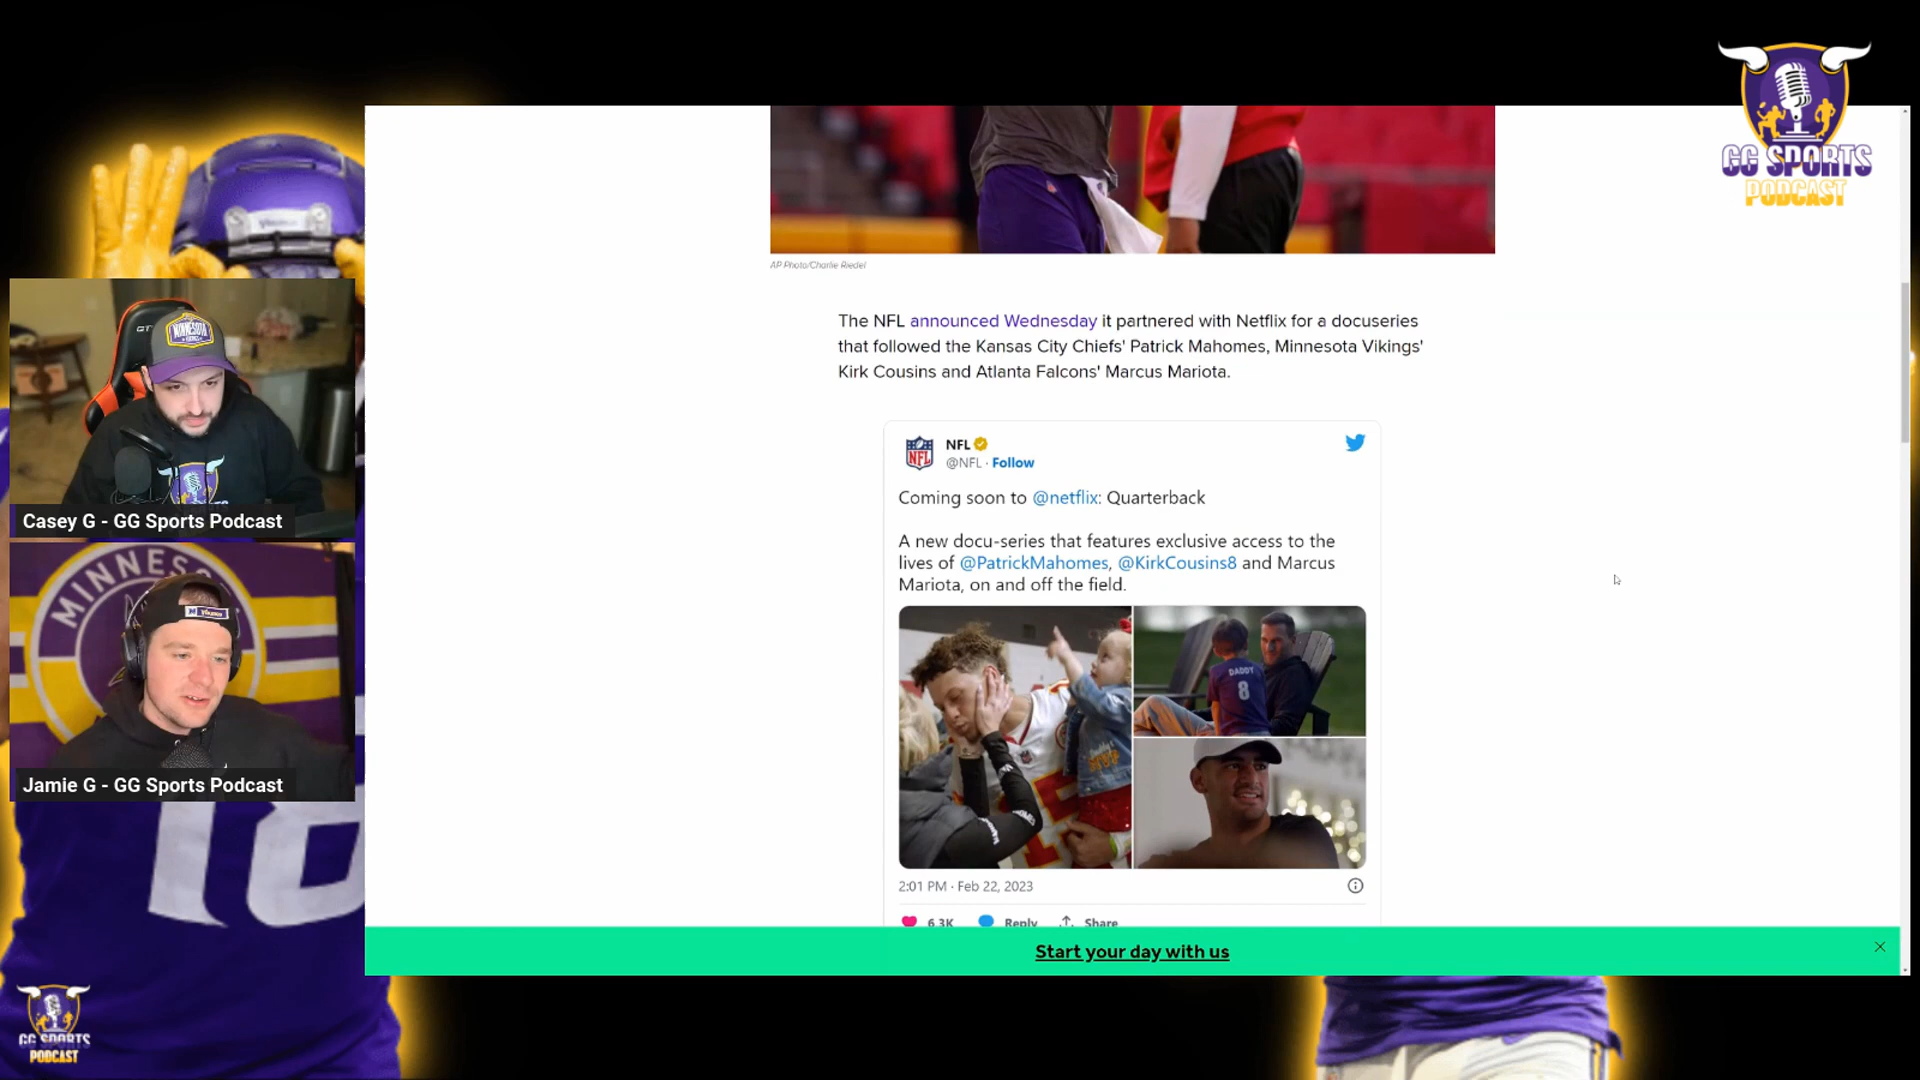 GG SPORTS
PODCAST
AP Photo/Charlie Riedel
The NFL announced Wednesday it partnered with Netflix for a docuseries
that followed the Kansas City Chiefs' Patrick Mahomes, Minnesota Vikings'
Kirk Cousins and Atlanta Falcons' Marcus Mariota.
NFL
@NFL · Follow
Coming soon to @netflix: Quarterback
A new docu-series that features exclusive access to the
lives of @PatrickMahomes, @KirkCousins8 and Marcus
Mariota, on and off the field.
DADDY
8
2:01 PM · Feb 22, 2023
6.3K Reply Share
Start your day with us
GT
MINNESOTA
Casey G - GG Sports Podcast
MINNES
Jamie G - GG Sports Podcast
18
GG SPORTS
PODCAST